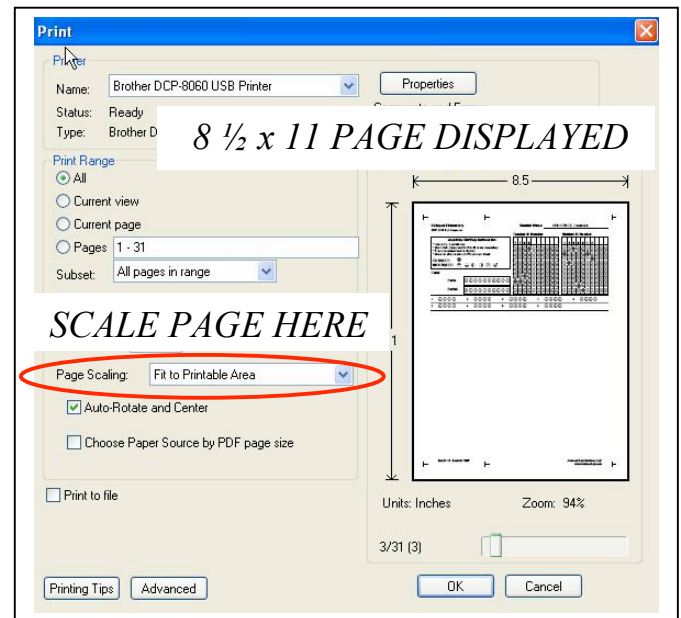 Print
Printer
Name: Brother DCP-8060 USB Printer
Properties
Status: Ready
Type: Brother D
8 ½ x 11 PAGE DISPLAYED
Print Range
All
Current view
Current page
Pages 1 - 31
Subset: All pages in range
8.5
1
SCALE PAGE HERE
Page Scaling: Fit to Printable Area
Auto-Rotate and Center
Choose Paper Source by PDF page size
Print to file
Units: Inches
Zoom: 94%
3/31 (3)
Printing Tips
Advanced
OK
Cancel